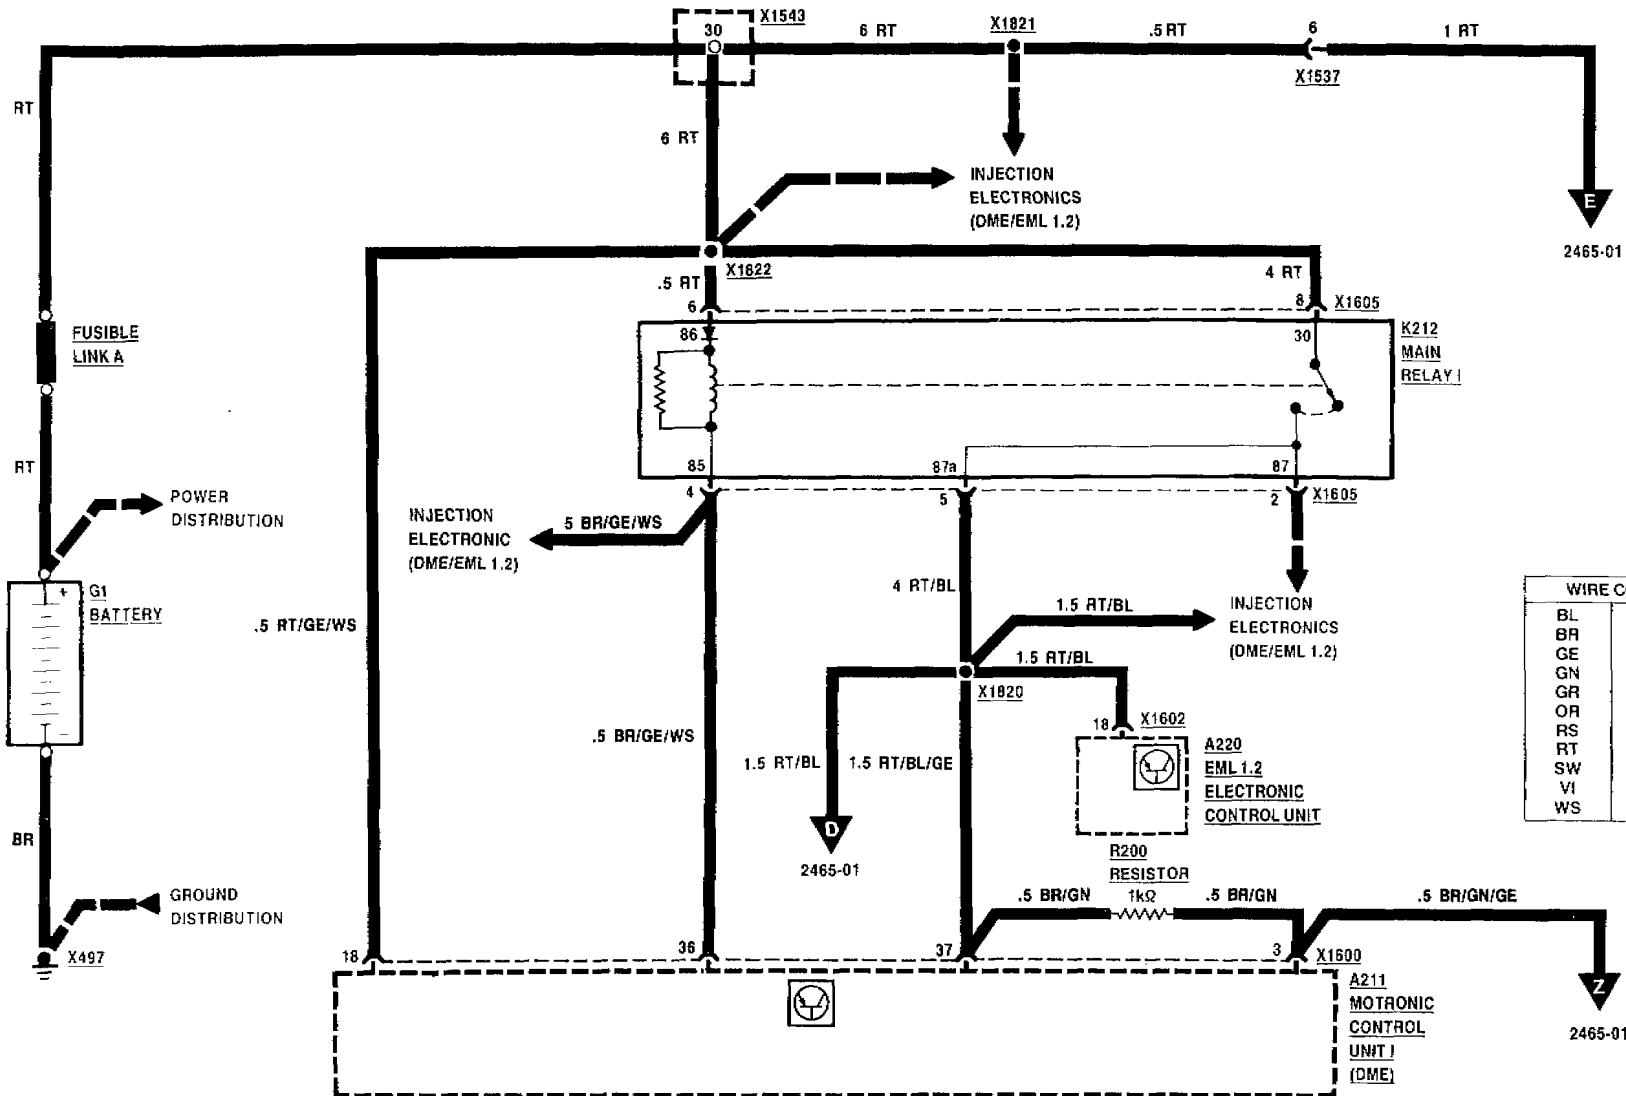 X1543
30
6 RT
X1821
.5 RT
6
1 RT
X1537
RT
6 RT
INJECTION
ELECTRONICS
(DME/EML 1.2)
E
2465-01
X1822
.5 RT
4 RT
6
8
X1605
FUSIBLE
LINK A
86
30
K212
MAIN
RELAY I
RT
85
87a
87
4
5
2
X1605
POWER
DISTRIBUTION
INJECTION
ELECTRONIC
(DME/EML 1.2)
5 BR/GE/WS
+
G1
BATTERY
4 RT/BL
1.5 RT/BL
INJECTION
ELECTRONICS
(DME/EML 1.2)
WIRE CO
BL
BR
GE
GN
GR
OR
RS
RT
SW
VI
WS
.5 RT/GE/WS
1.5 RT/BL
X1820
18
X1602
.5 BR/GE/WS
1.5 RT/BL
1.5 RT/BL/GE
A220
EML 1.2
ELECTRONIC
CONTROL UNIT
D
2465-01
BR
R200
RESISTOR
1kΩ
.5 BR/GN
.5 BR/GN
.5 BR/GN/GE
GROUND
DISTRIBUTION
X497
18
36
37
3
X1600
Z
2465-01
A211
MOTRONIC
CONTROL
UNIT I
(DME)